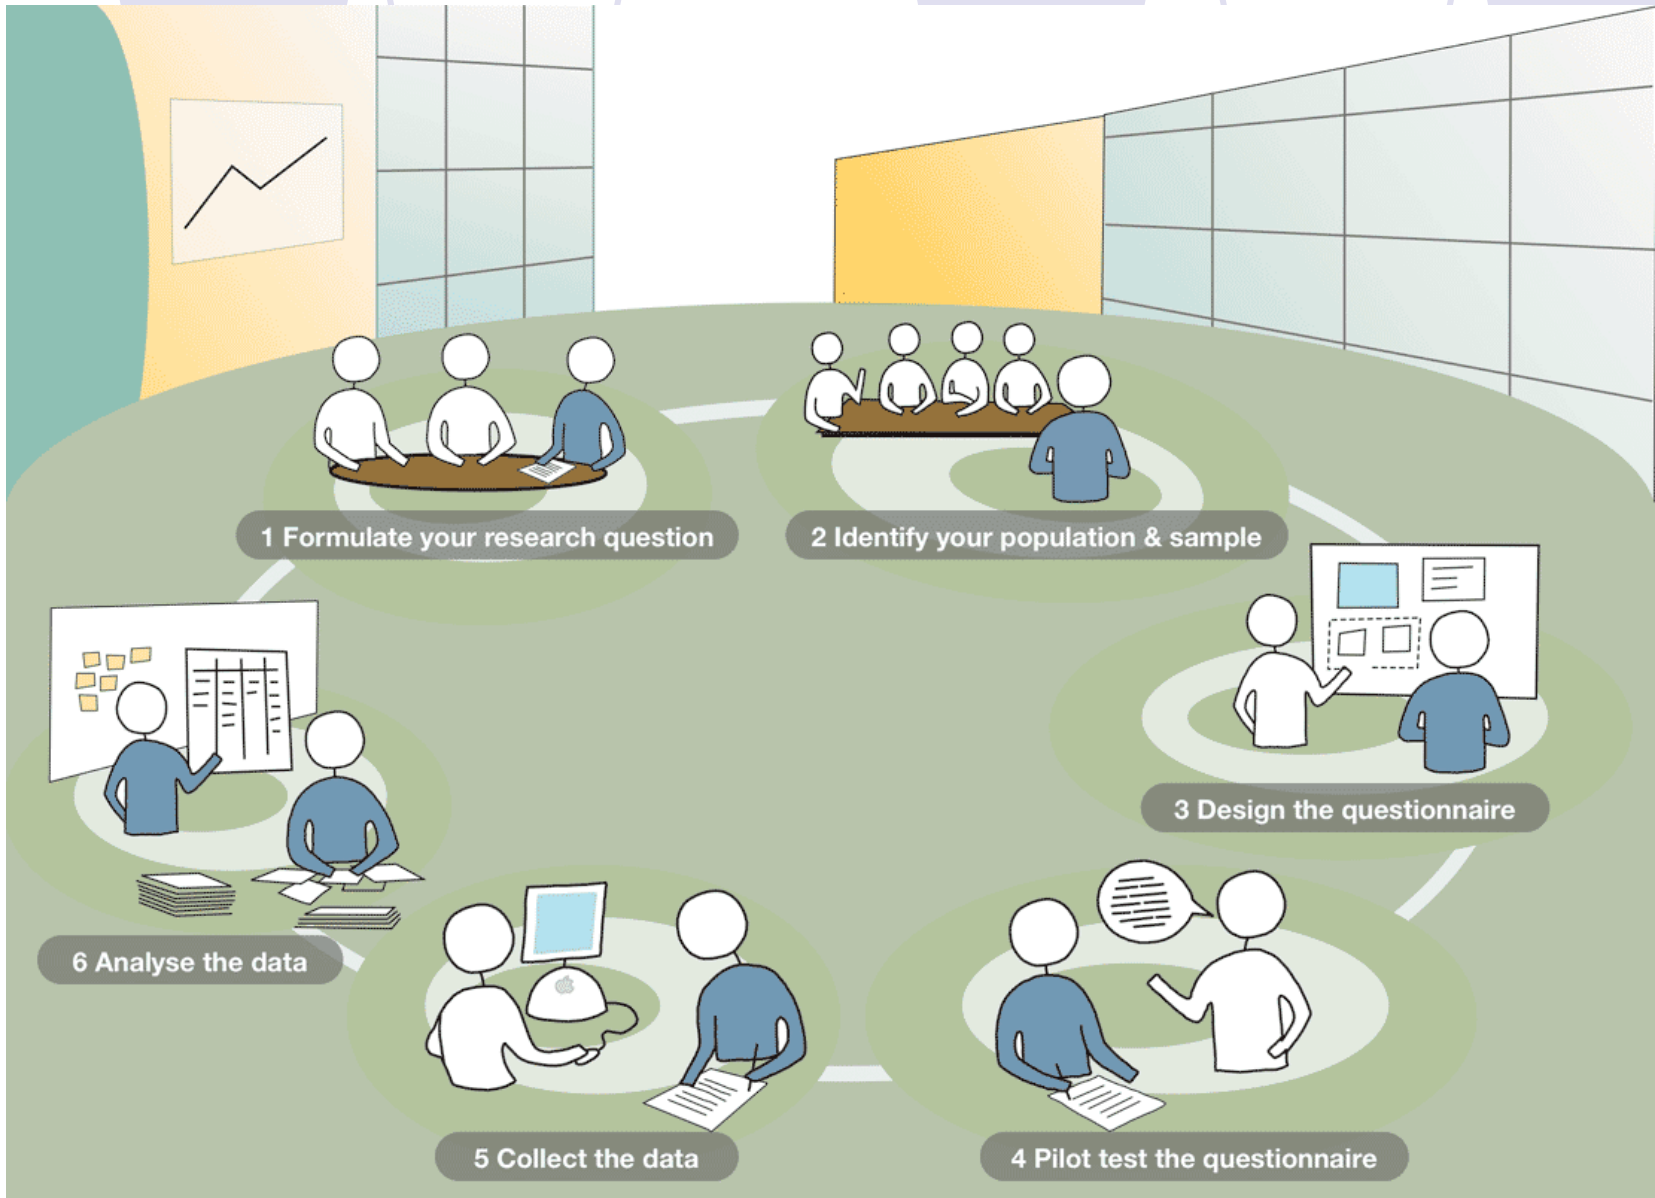 1 Formulate your research question
2 Identify your population & sample
3 Design the questionnaire
4 Pilot test the questionnaire
5 Collect the data
6 Analyse the data